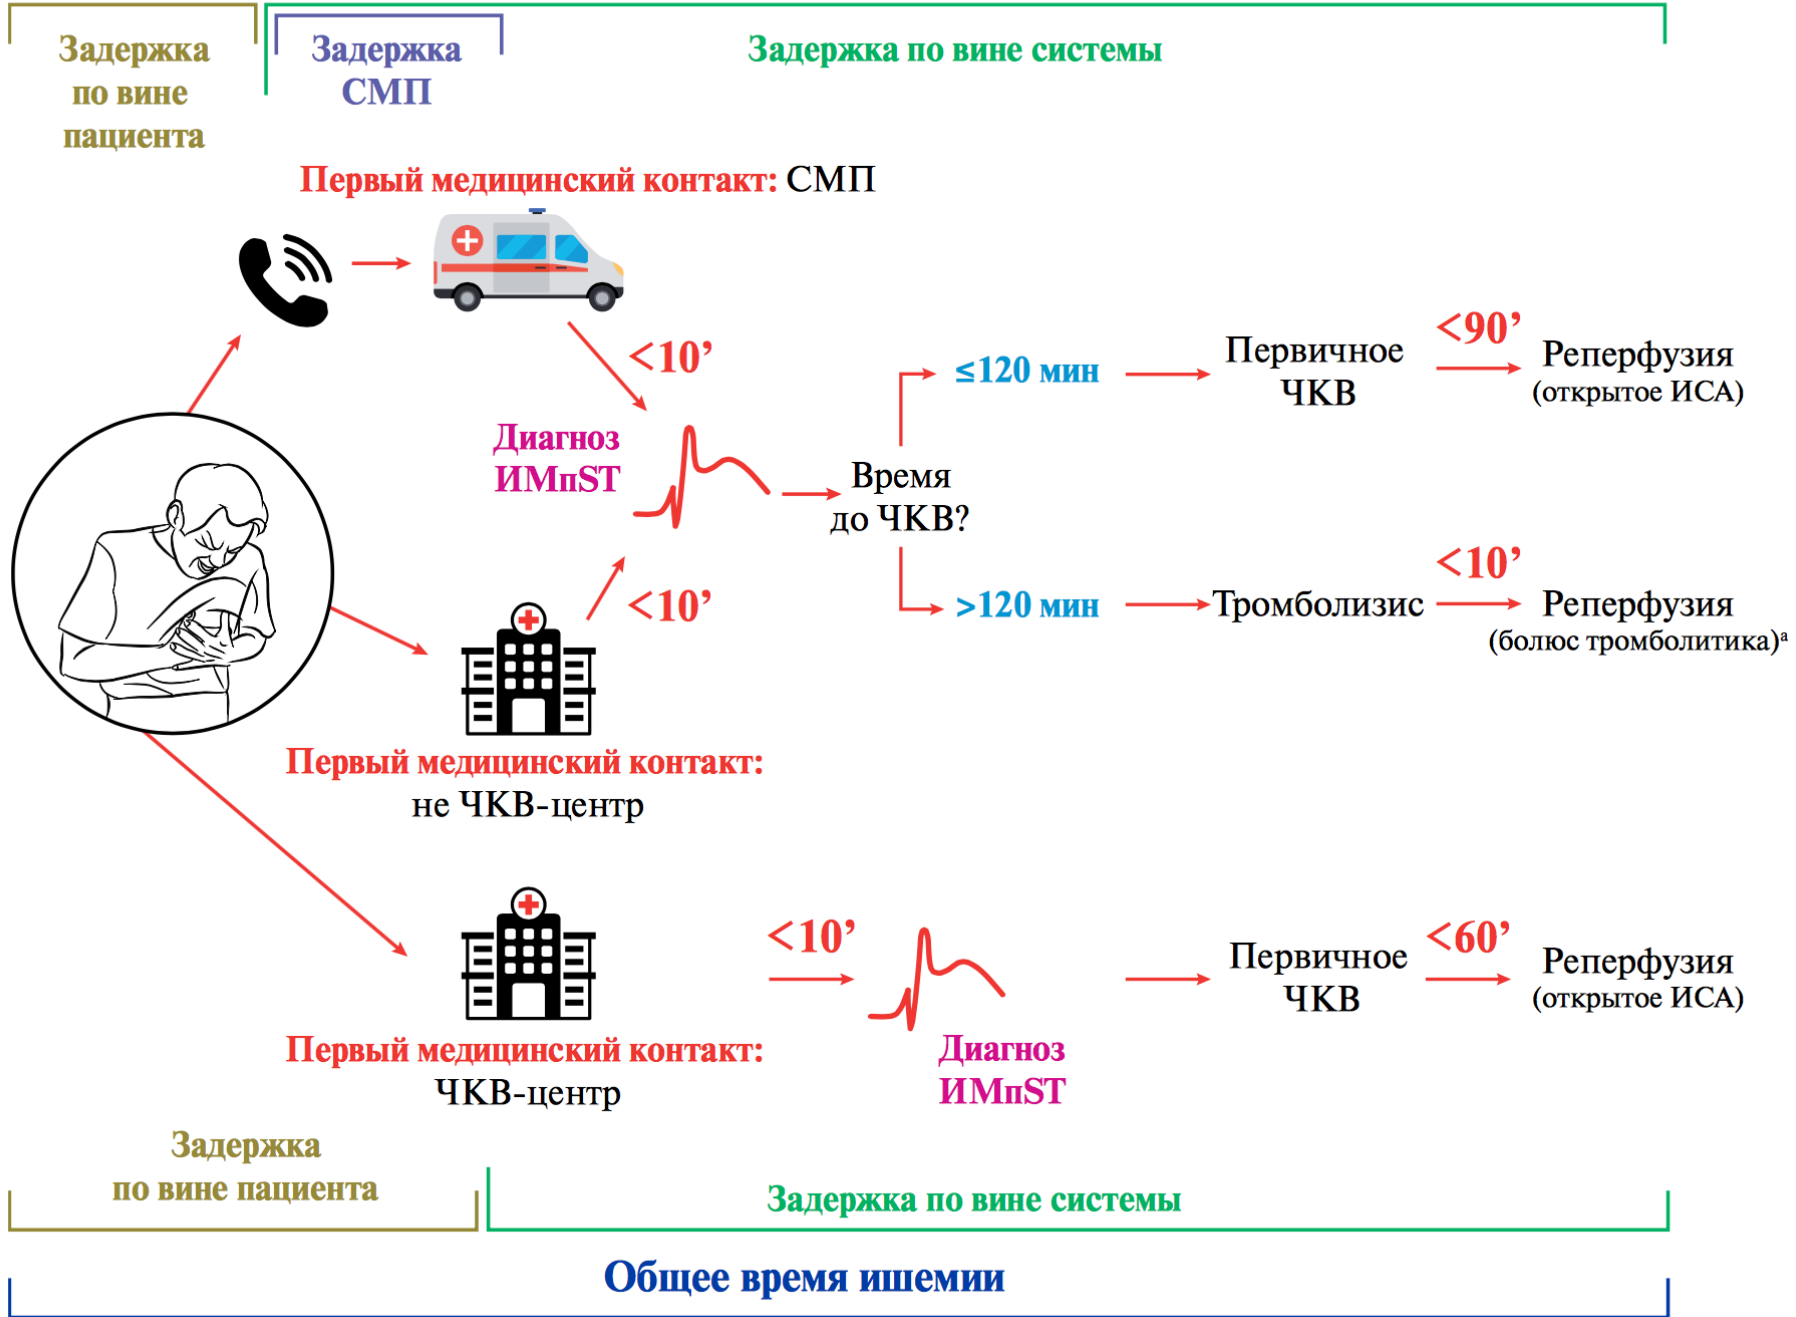 Задержка
по вине
пациента
Задержка
СМП
Задержка по вине системы
Первый медицинский контакт: СМП
<10’
Диагноз
ИМпST
<10’
Время
до ЧКВ?
≤120 мин
Первичное
ЧКВ
<90’
Реперфузия
(открытое ИСА)
>120 мин
Тромболизис
<10’
Реперфузия
(болюс тромболитика)ᵃ
Первый медицинский контакт:
не ЧКВ-центр
Первый медицинский контакт:
ЧКВ-центр
<10’
Диагноз
ИМпST
Первичное
ЧКВ
<60’
Реперфузия
(открытое ИСА)
Задержка
по вине пациента
Задержка по вине системы
Общее время ишемии